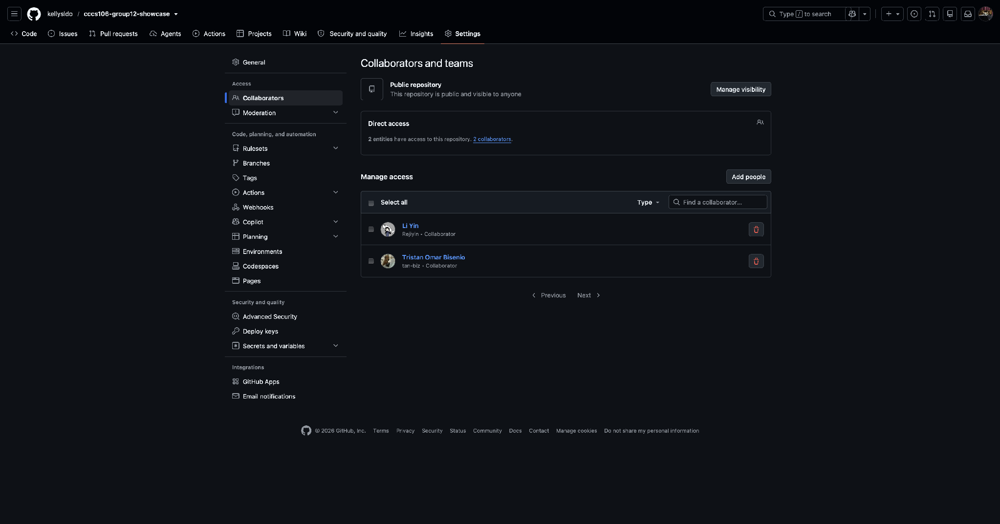 kellysldo / cccs106-group12-showcase
Type / to search
Code Issues Pull requests Agents Actions Projects Wiki Security and quality Insights Settings
General
Access
Collaborators
Moderation
Code, planning, and automation
Rulesets
Branches
Tags
Actions
Webhooks
Copilot
Planning
Environments
Codespaces
Pages
Security and quality
Advanced Security
Deploy keys
Secrets and variables
Integrations
GitHub Apps
Email notifications
Collaborators and teams
Public repository
This repository is public and visible to anyone
Manage visibility
Direct access
2 entities have access to this repository. 2 collaborators.
Manage access
Add people
Select all
Type
Find a collaborator...
Li Yin
Rejiyin • Collaborator
Tristan Omar Bisenio
tan-biz • Collaborator
Previous Next
© 2026 GitHub, Inc. Terms Privacy Security Status Community Docs Contact Manage cookies Do not share my personal information